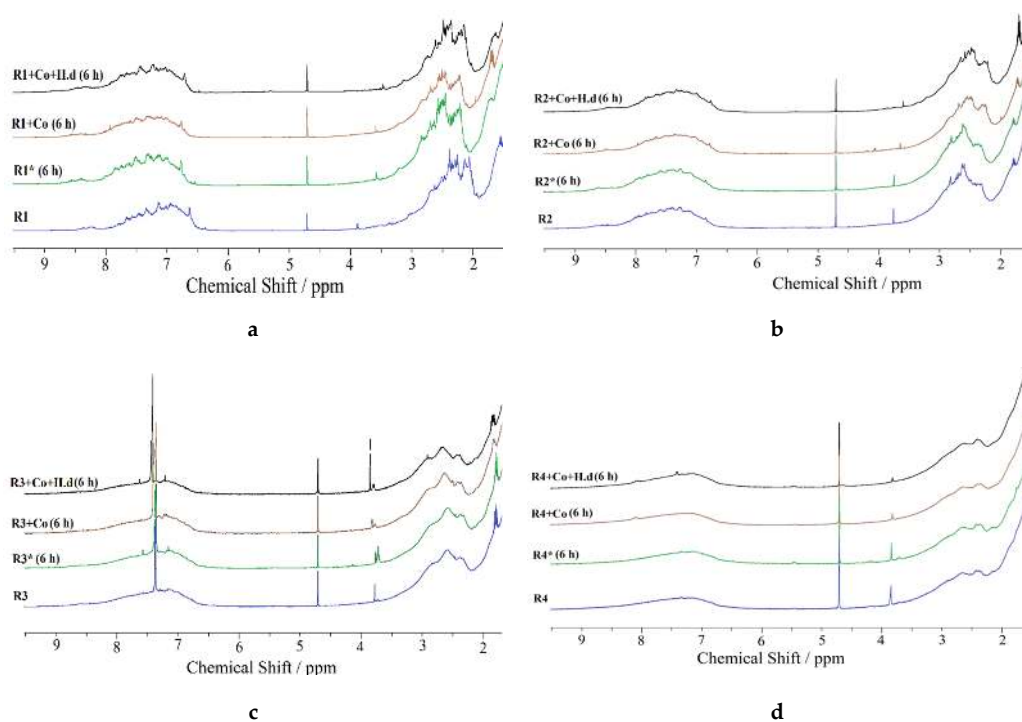 R1+Co+H.d (6 h)
R1+Co (6 h)
R1* (6 h)
R1
9 8 7 6 5 4 3 2
Chemical Shift / ppm
a
R2+Co+H.d (6 h)
R2+Co (6 h)
R2* (6 h)
R2
9 8 7 6 5 4 3 2
Chemical Shift / ppm
b
R3+Co+H.d (6 h)
R3+Co (6 h)
R3* (6 h)
R3
9 8 7 6 5 4 3 2
Chemical Shift / ppm
c
R4+Co+H.d (6 h)
R4+Co (6 h)
R4* (6 h)
R4
9 8 7 6 5 4 3 2
Chemical Shift / ppm
d